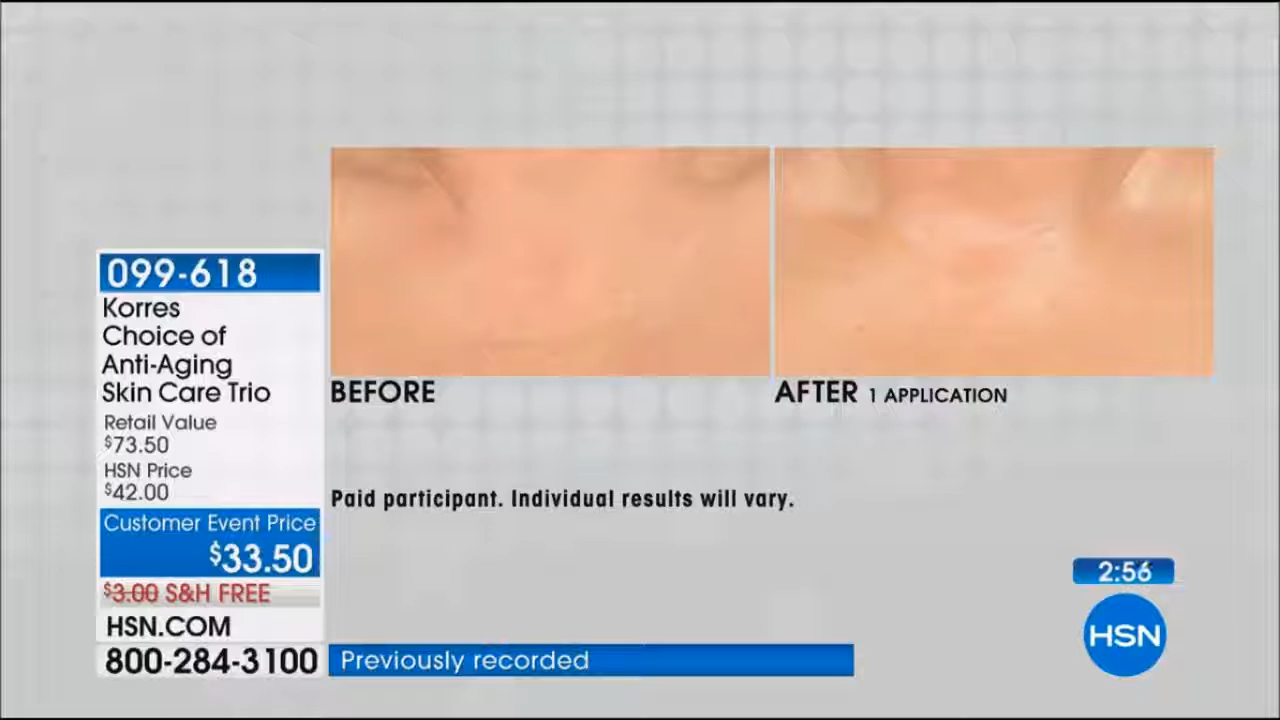 099-618
Korres
Choice of
Anti-Aging
Skin Care Trio
Retail Value
$73.50
HSN Price
$42.00
Customer Event Price
$33.50
$3.00 S&H FREE
HSN.COM
800-284-3100
BEFORE
AFTER 1 APPLICATION
Paid participant. Individual results will vary.
Previously recorded
2:56
HSN